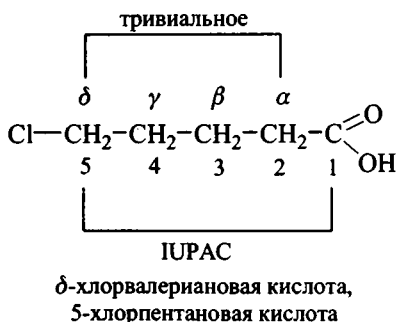 тривиальное
δ γ β α
Cl—CH₂—CH₂—CH₂—CH₂—C=O
OH
5 4 3 2 1
IUPAC
δ-хлорвалериановая кислота,
5-хлорпентановая кислота